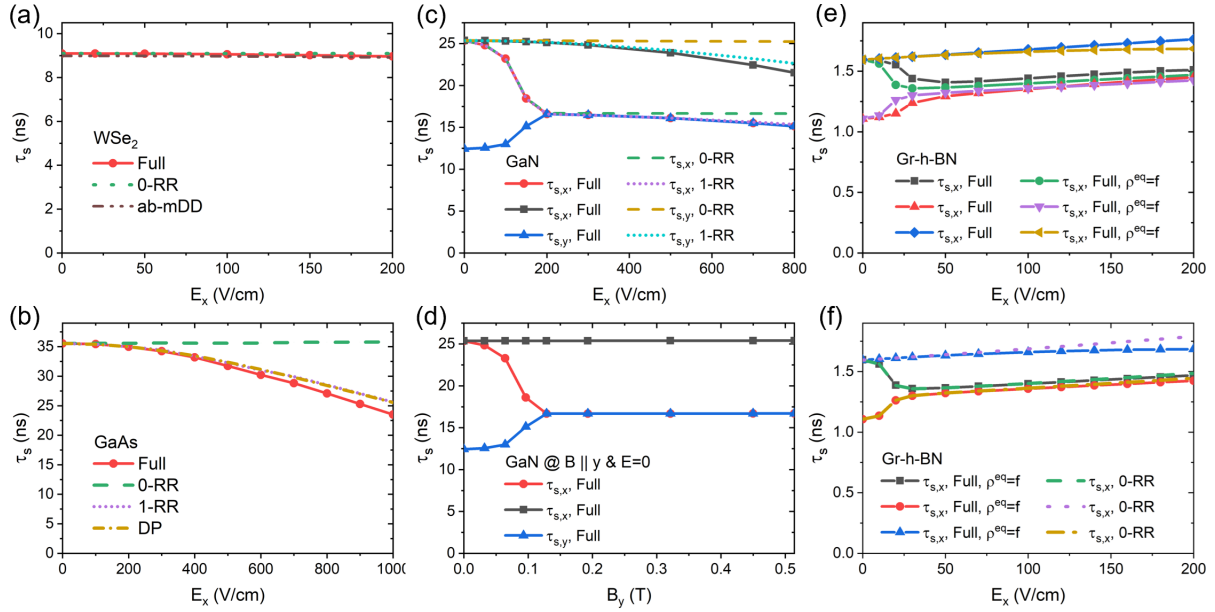 (a)
10
8
6
4
2
0
τs (ns)
WSe2
Full
0-RR
ab-mDD
0 50 100 150 200
Ex (V/cm)
(b)
35
30
25
20
15
10
5
0
τs (ns)
GaAs
Full
0-RR
1-RR
DP
0 200 400 600 800 1000
Ex (V/cm)
(c)
25
20
15
10
5
0
τs (ns)
GaN
τs,x, Full
τs,x, Full
τs,y, Full
τs,x, 0-RR
τs,x, 1-RR
τs,y, 0-RR
τs,y, 1-RR
0 200 400 600 800
Ex (V/cm)
(d)
25
20
15
10
5
0
τs (ns)
GaN @ B || y & E=0
τs,x, Full
τs,x, Full
τs,y, Full
0.0 0.1 0.2 0.3 0.4 0.5
By (T)
(e)
1.5
1.0
0.5
0.0
τs (ns)
Gr-h-BN
τs,x, Full
τs,x, Full
τs,x, Full
τs,x, Full, ρeq=f
τs,x, Full, ρeq=f
τs,x, Full, ρeq=f
0 50 100 150 200
Ex (V/cm)
(f)
1.5
1.0
0.5
0.0
τs (ns)
Gr-h-BN
τs,x, Full, ρeq=f
τs,x, Full, ρeq=f
τs,x, Full, ρeq=f
τs,x, 0-RR
τs,x, 0-RR
τs,x, 0-RR
0 50 100 150 200
Ex (V/cm)